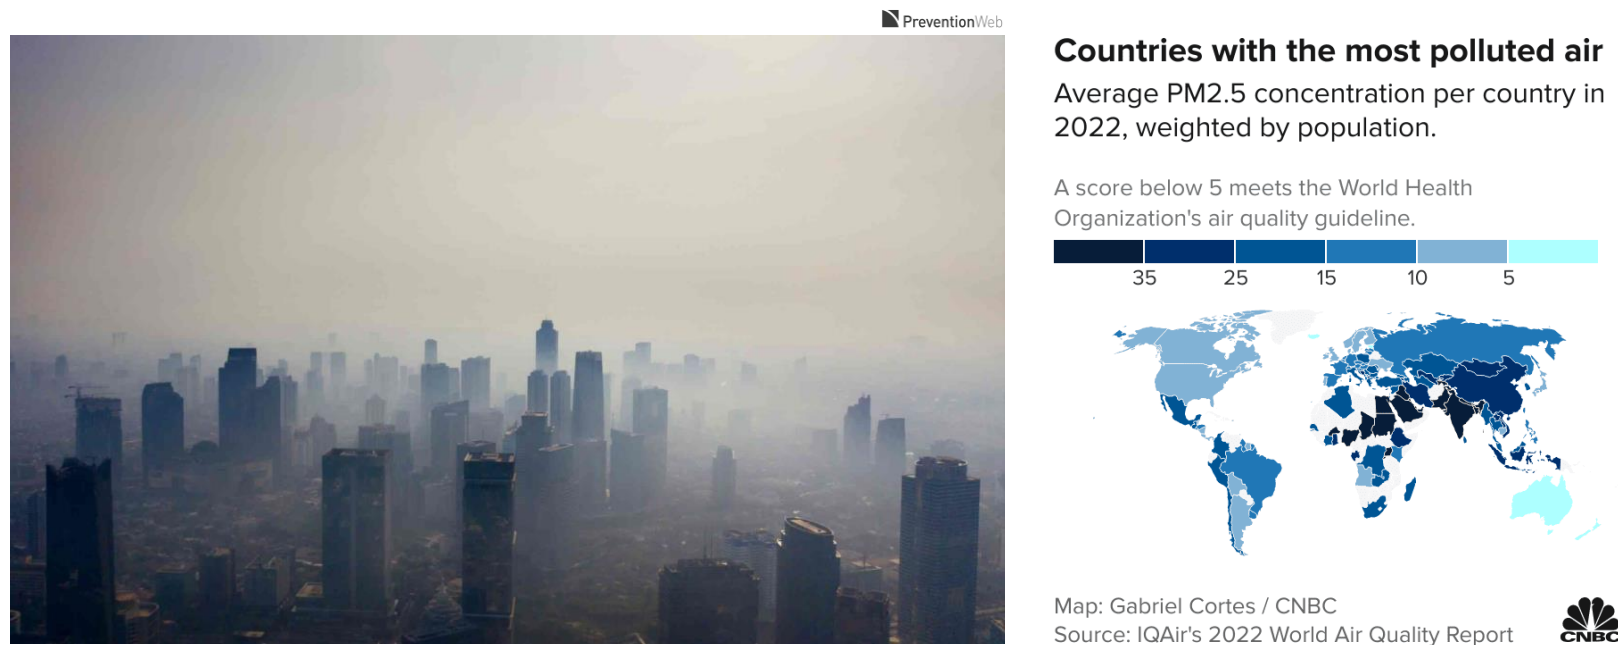 PreventionWeb
Countries with the most polluted air
Average PM2.5 concentration per country in
2022, weighted by population.
A score below 5 meets the World Health
Organization's air quality guideline.
35 25 15 10 5
Map: Gabriel Cortes / CNBC
Source: IQAir's 2022 World Air Quality Report
CNBC